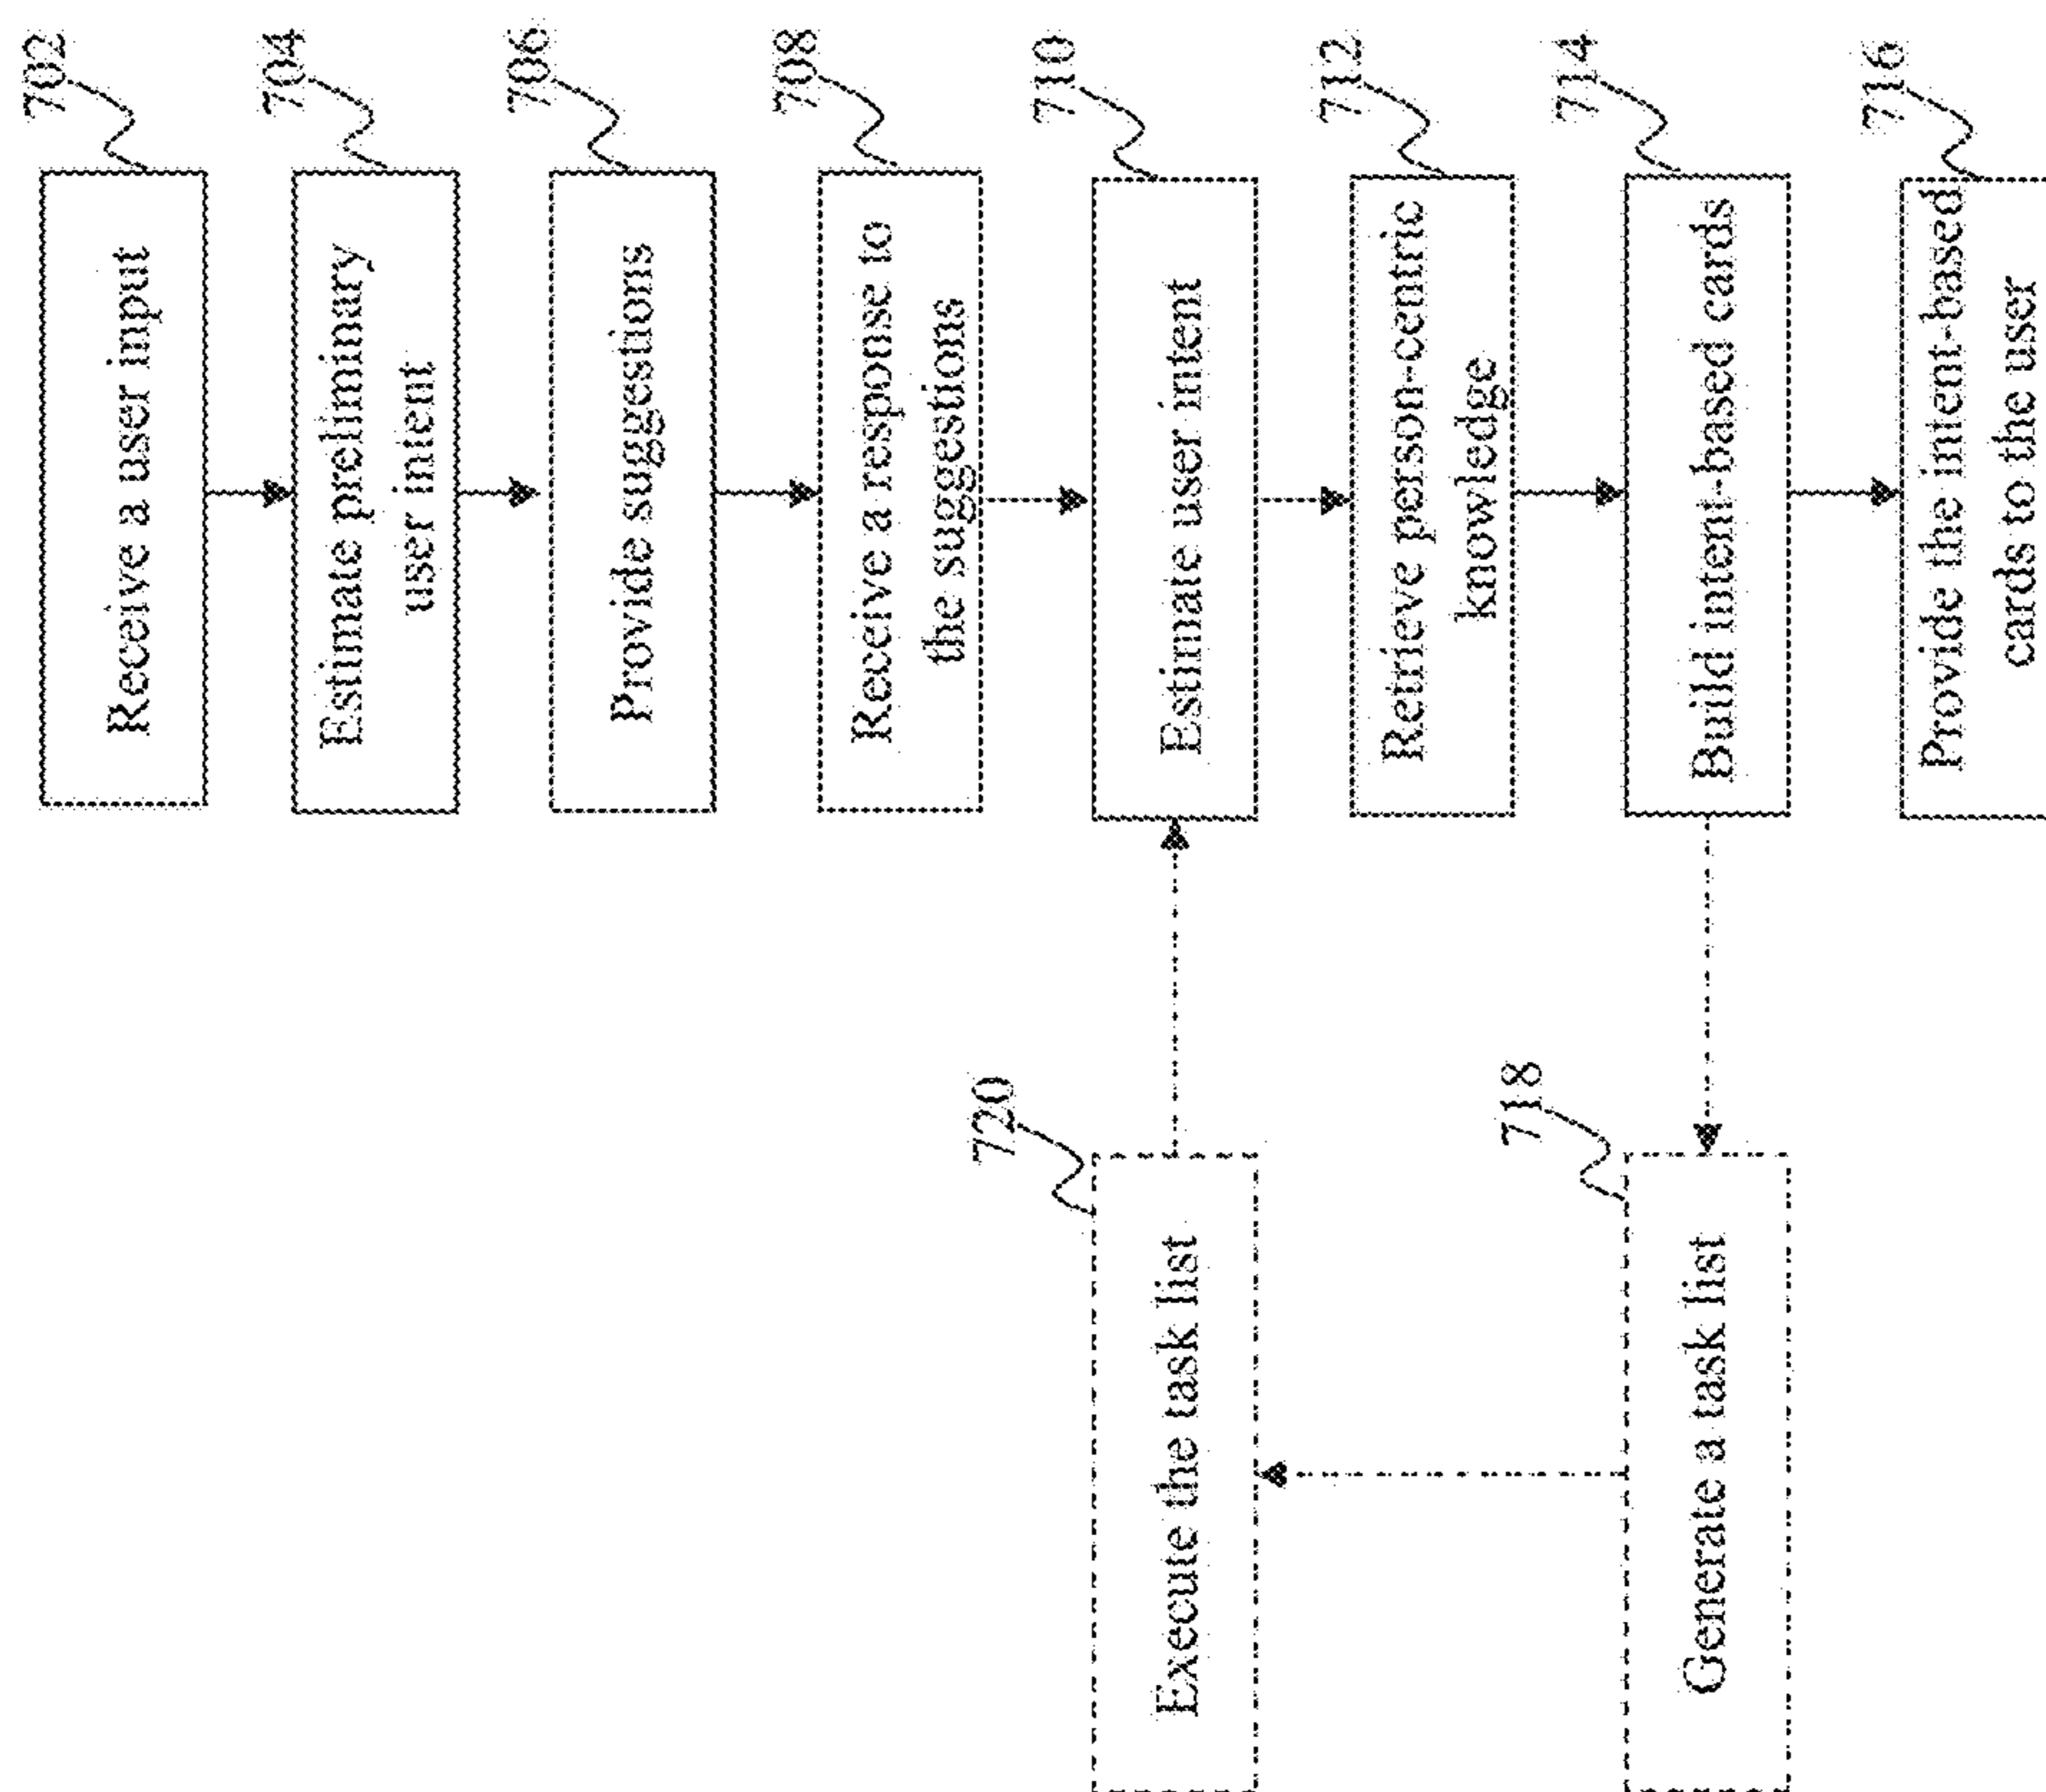 702
Receive a user input
704
Estimate preliminary
user intent
706
Provide suggestions
708
Receive a response to
the suggestions
710
Estimate user intent
712
Retrieve person-centric
knowledge
714
Build intent-based cards
716
Provide the intent-based
cards to the user
718
Generate a task list
720
Execute the task list